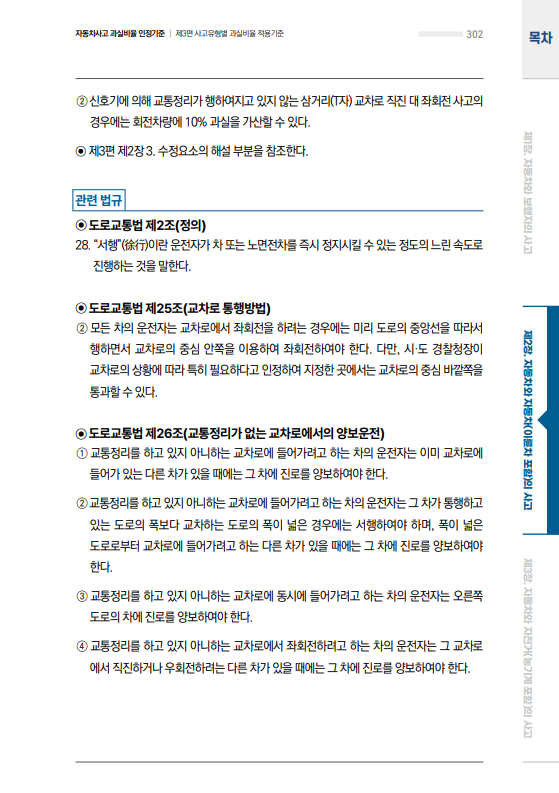 자동차사고 과실비율 인정기준 | 제3편 사고유형별 과실비율 적용기준
302
목차
② 신호기에 의해 교통정리가 행하여지고 있지 않는 삼거리(T자) 교차로 직진 대 좌회전 사고의
경우에는 회전차량에 10% 과실을 가산할 수 있다.
◉ 제3편 제2장 3. 수정요소의 해설 부분을 참조한다.
관련 법규
◉ 도로교통법 제2조(정의)
28. “서행”(徐行)이란 운전자가 차 또는 노면전차를 즉시 정지시킬 수 있는 정도의 느린 속도로
진행하는 것을 말한다.
◉ 도로교통법 제25조(교차로 통행방법)
② 모든 차의 운전자는 교차로에서 좌회전을 하려는 경우에는 미리 도로의 중앙선을 따라서
행하면서 교차로의 중심 안쪽을 이용하여 좌회전하여야 한다. 다만, 시·도 경찰청장이
교차로의 상황에 따라 특히 필요하다고 인정하여 지정한 곳에서는 교차로의 중심 바깥쪽을
통과할 수 있다.
◉ 도로교통법 제26조(교통정리가 없는 교차로에서의 양보운전)
① 교통정리를 하고 있지 아니하는 교차로에 들어가려고 하는 차의 운전자는 이미 교차로에
들어가 있는 다른 차가 있을 때에는 그 차에 진로를 양보하여야 한다.
② 교통정리를 하고 있지 아니하는 교차로에 들어가려고 하는 차의 운전자는 그 차가 통행하고
있는 도로의 폭보다 교차하는 도로의 폭이 넓은 경우에는 서행하여야 하며, 폭이 넓은
도로로부터 교차로에 들어가려고 하는 다른 차가 있을 때에는 그 차에 진로를 양보하여야
한다.
③ 교통정리를 하고 있지 아니하는 교차로에 동시에 들어가려고 하는 차의 운전자는 오른쪽
도로의 차에 진로를 양보하여야 한다.
④ 교통정리를 하고 있지 아니하는 교차로에서 좌회전하려고 하는 차의 운전자는 그 교차로
에서 직진하거나 우회전하려는 다른 차가 있을 때에는 그 차에 진로를 양보하여야 한다.
제1장. 자동차와 보행자의 사고
제2장. 자동차와 자동차(이륜차 포함)의 사고
제3장. 자동차와 자전거(농기계 포함)의 사고